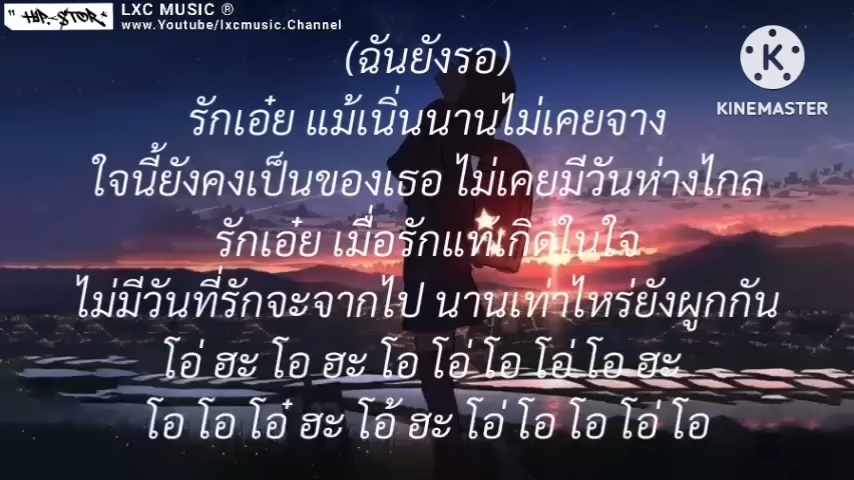 HIP-STOR
LXC MUSIC ®
www.Youtube/lxcmusic.Channel
K
KINEMASTER
(ฉันยังรอ)
รักเอ๋ย แม้เนิ่นนานไม่เคยจาง
ใจนี้ยังคงเป็นของเธอ ไม่เคยมีวันห่างไกล
รักเอ๋ย เมื่อรักแท้เกิดในใจ
ไม่มีวันที่รักจะจากไป นานเท่าไหร่ยังผูกกัน
โอ่ ฮะ โอ ฮะ โอ โอ่ โอ โอ่ โอ ฮะ
โอ โอ โอ๋ ฮะ โอ้ ฮะ โอ่ โอ โอ โอ่ โอ